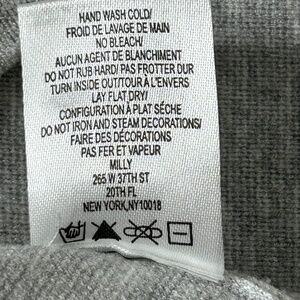 HAND WASH COLD/
FROID DE LAVAGE DE MAIN
NO BLEACH/
AUCUN AGENT DE BLANCHIMENT
DO NOT RUB HARD/ PAS FROTTER DUR
TURN INSIDE OUT/TOUR À L'ENVERS
LAY FLAT DRY/
CONFIGURATION À PLAT SÉCHE
DO NOT IRON AND STEAM DECORATIONS/
FAIRE DES DÉCORATIONS
PAS FER ET VAPEUR
MILLY
265 W 37TH ST
20TH FL
NEW YORK,NY10018